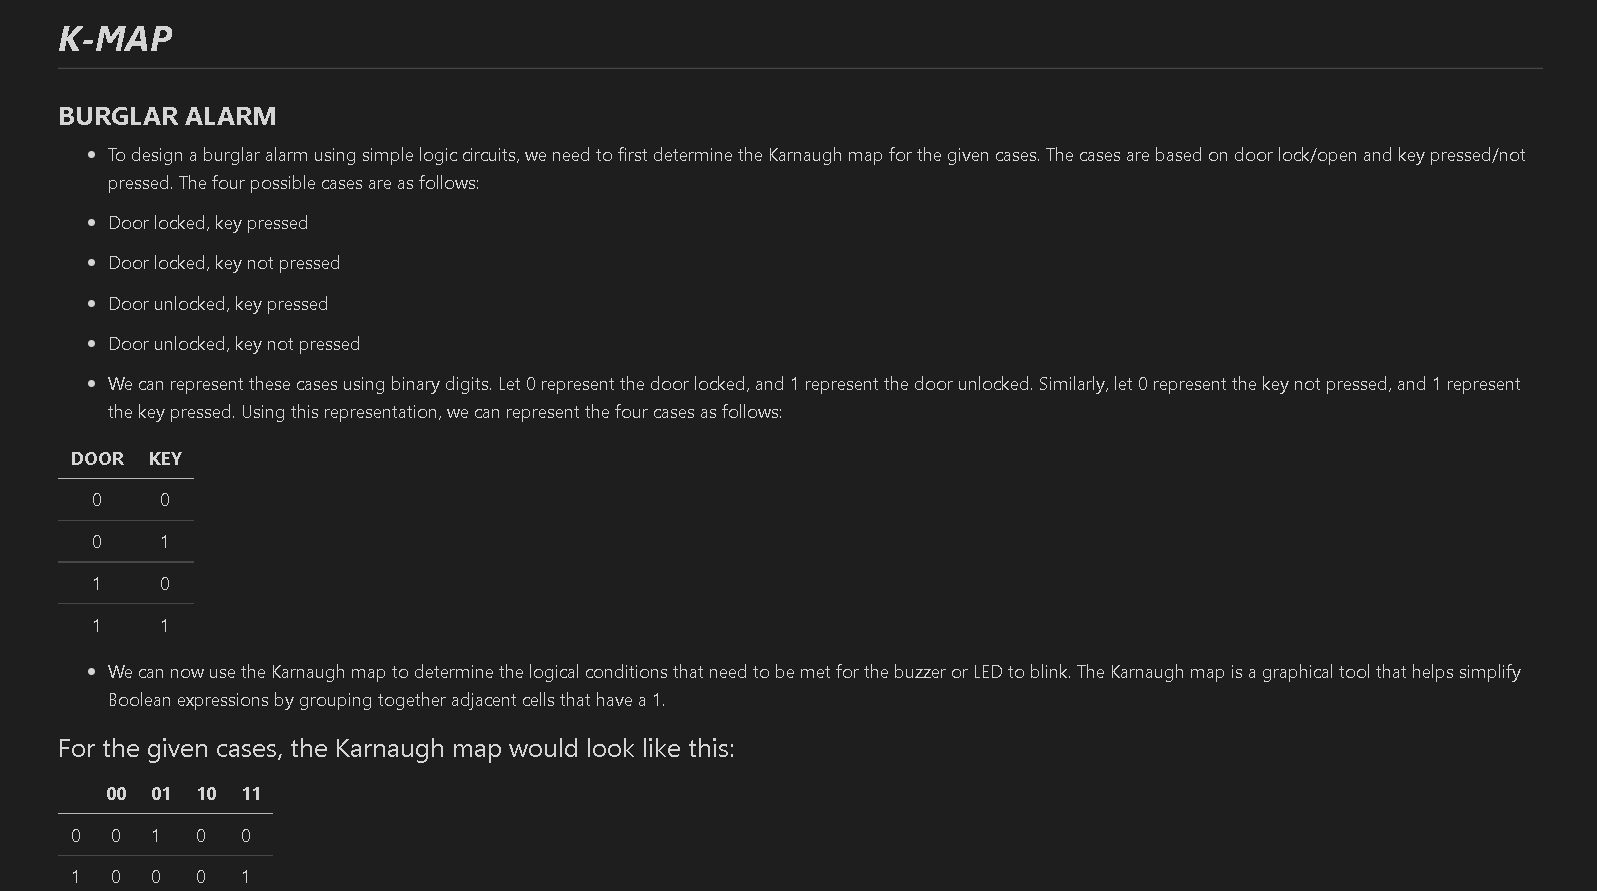 K-MAP
BURGLAR ALARM
• To design a burglar alarm using simple logic circuits, we need to first determine the Karnaugh map for the given cases. The cases are based on door lock/open and key pressed/not
pressed. The four possible cases are as follows:
• Door locked, key pressed
• Door locked, key not pressed
• Door unlocked, key pressed
• Door unlocked, key not pressed
• We can represent these cases using binary digits. Let 0 represent the door locked, and 1 represent the door unlocked. Similarly, let 0 represent the key not pressed, and 1 represent
the key pressed. Using this representation, we can represent the four cases as follows:
DOOR KEY
0 0
0 1
1 0
1 1
• We can now use the Karnaugh map to determine the logical conditions that need to be met for the buzzer or LED to blink. The Karnaugh map is a graphical tool that helps simplify
Boolean expressions by grouping together adjacent cells that have a 1.
For the given cases, the Karnaugh map would look like this:
00 01 10 11
0 0 1 0 0
1 0 0 0 1